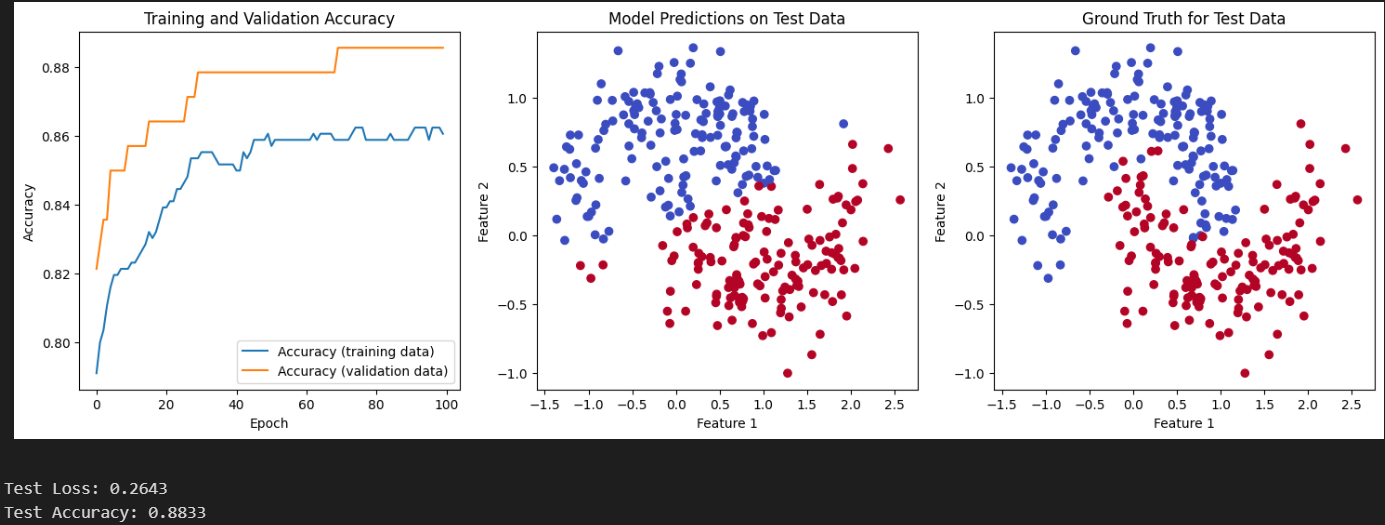 Training and Validation Accuracy
Accuracy
0.88
0.86
0.84
0.82
0.80
0 20 40 60 80 100
Epoch
Accuracy (training data)
Accuracy (validation data)
Model Predictions on Test Data
Feature 2
1.0
0.5
0.0
−0.5
−1.0
−1.5 −1.0 −0.5 0.0 0.5 1.0 1.5 2.0 2.5
Feature 1
Ground Truth for Test Data
Feature 2
1.0
0.5
0.0
−0.5
−1.0
−1.5 −1.0 −0.5 0.0 0.5 1.0 1.5 2.0 2.5
Feature 1
Test Loss: 0.2643
Test Accuracy: 0.8833